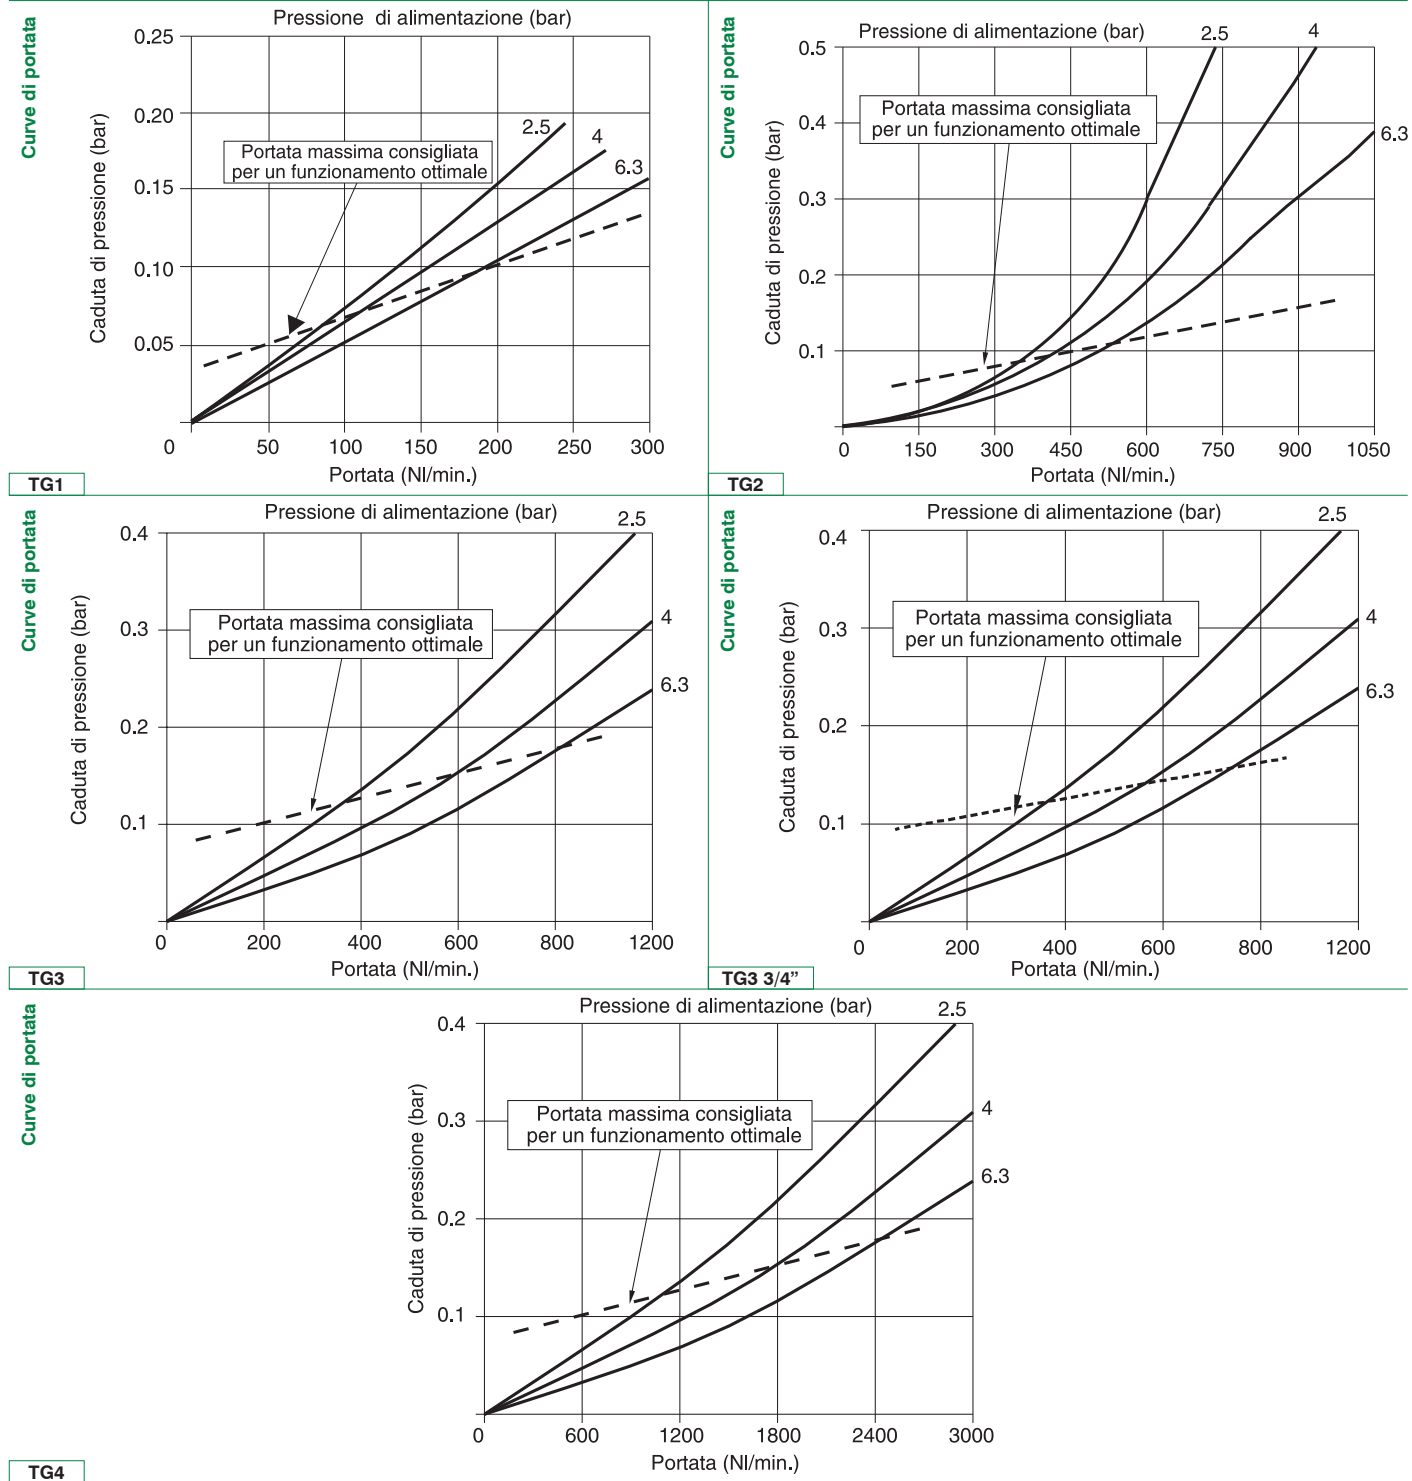 Curve di portata
Pressione di alimentazione (bar)
0.25
0.20
0.15
0.10
0.05
Caduta di pressione (bar)
Portata massima consigliata
per un funzionamento ottimale
2.5
4
6.3
0 50 100 150 200 250 300
Portata (Nl/min.)
TG1
Curve di portata
Pressione di alimentazione (bar)
2.5
4
0.5
0.4
0.3
0.2
0.1
Caduta di pressione (bar)
Portata massima consigliata
per un funzionamento ottimale
6.3
0 150 300 450 600 750 900 1050
Portata (Nl/min.)
TG2
Curve di portata
Pressione di alimentazione (bar)
2.5
0.4
0.3
0.2
0.1
Caduta di pressione (bar)
Portata massima consigliata
per un funzionamento ottimale
4
6.3
0 200 400 600 800 1200
Portata (Nl/min.)
TG3
Curve di portata
Pressione di alimentazione (bar)
2.5
0.4
0.3
0.2
0.1
Caduta di pressione (bar)
Portata massima consigliata
per un funzionamento ottimale
4
6.3
0 200 400 600 800 1200
Portata (Nl/min.)
TG3 3/4”
Curve di portata
Pressione di alimentazione (bar)
2.5
0.4
0.3
0.2
0.1
Caduta di pressione (bar)
Portata massima consigliata
per un funzionamento ottimale
4
6.3
0 600 1200 1800 2400 3000
Portata (Nl/min.)
TG4